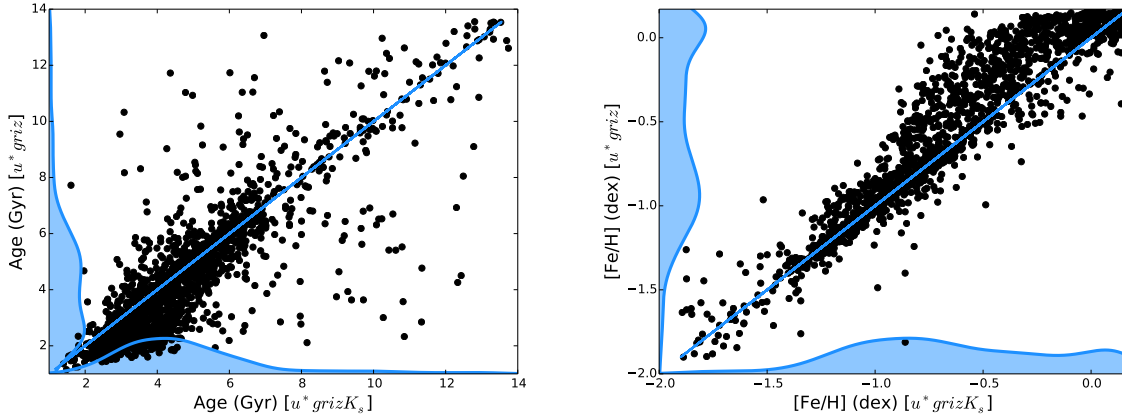 14
12
10
8
6
4
2
Age (Gyr) [u* griz]
2 4 6 8 10 12 14
Age (Gyr) [u* grizK_s]
0.0
−0.5
−1.0
−1.5
−2.0
[Fe/H] (dex) [u* griz]
−2.0 −1.5 −1.0 −0.5 0.0
[Fe/H] (dex) [u* grizK_s]